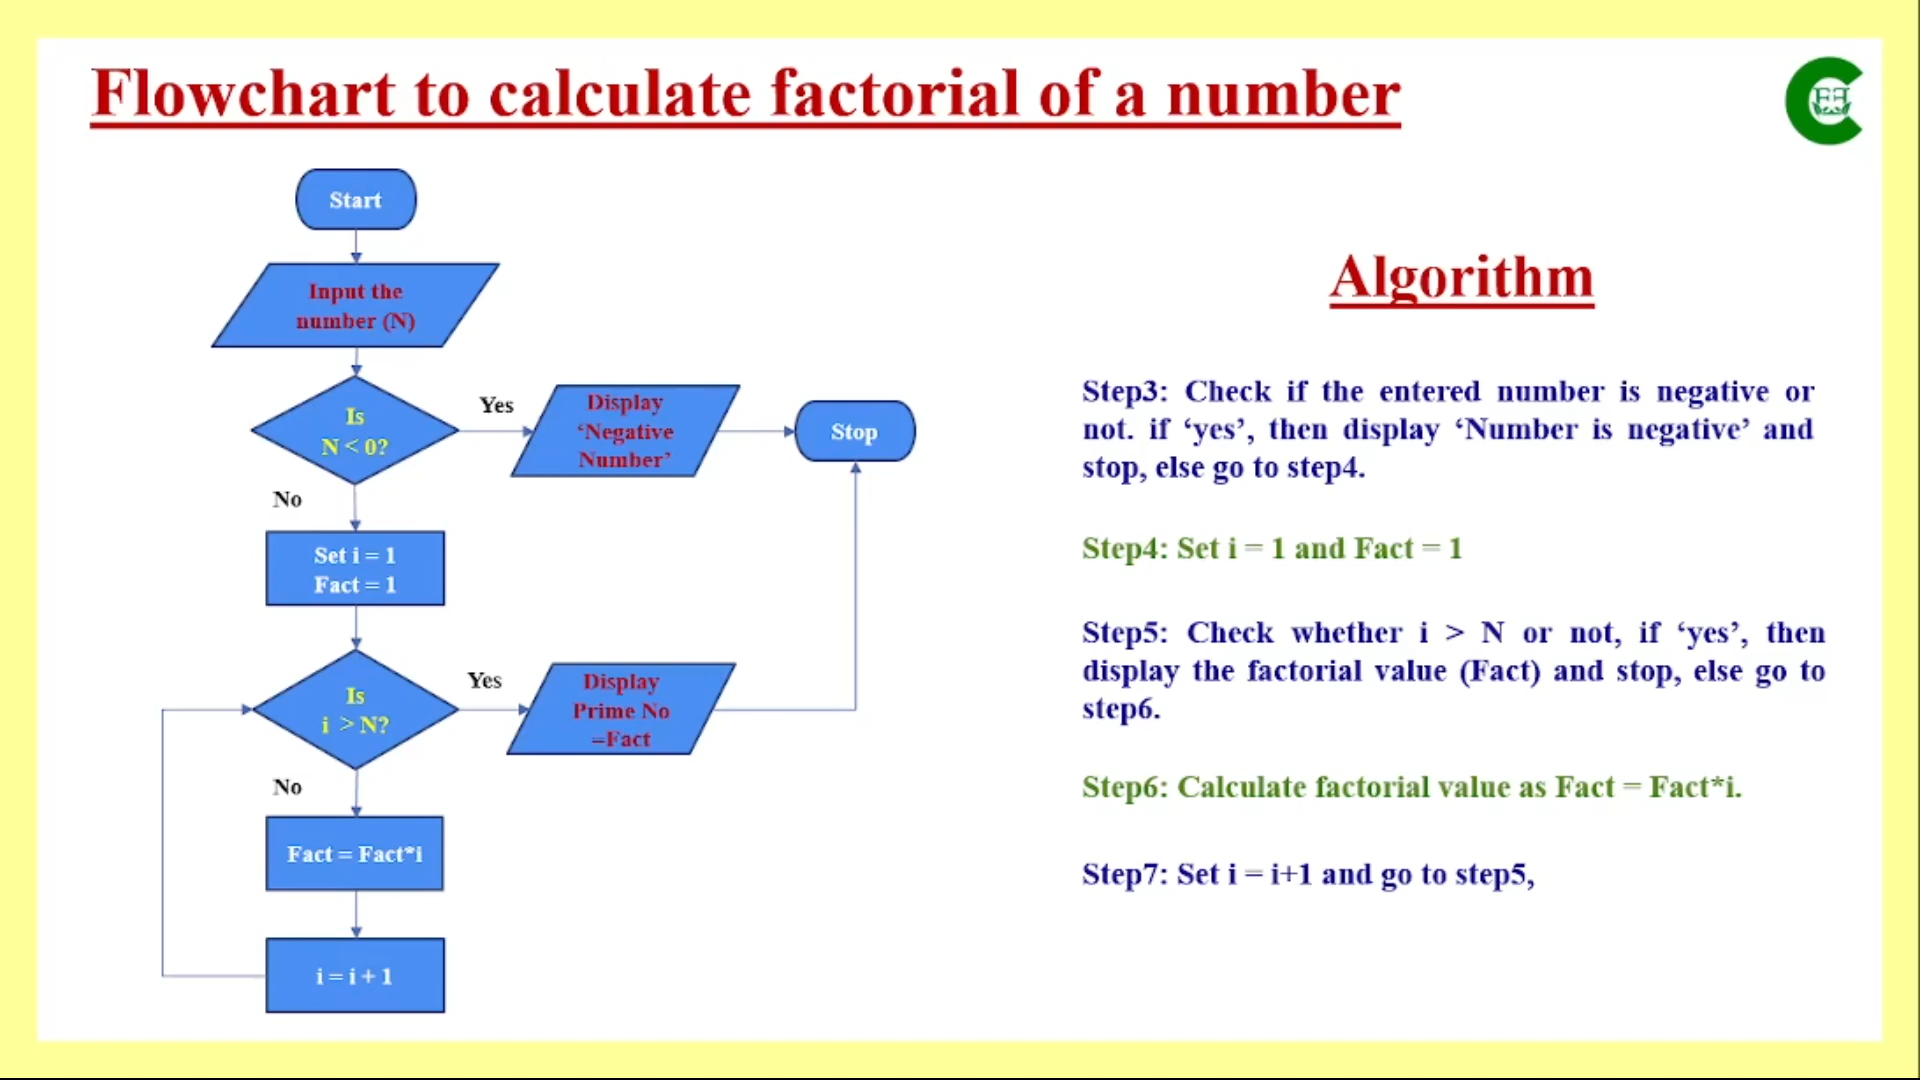 Flowchart to calculate factorial of a number
Start
Input the
number (N)
Is
N < 0?
Yes
Display
‘Negative
Number’
Stop
No
Set i = 1
Fact = 1
Is
i > N?
Yes
Display
Prime No
=Fact
No
Fact = Fact*i
i = i + 1
Algorithm
Step3: Check if the entered number is negative or
not. if ‘yes’, then display ‘Number is negative’ and
stop, else go to step4.
Step4: Set i = 1 and Fact = 1
Step5: Check whether i > N or not, if ‘yes’, then
display the factorial value (Fact) and stop, else go to
step6.
Step6: Calculate factorial value as Fact = Fact*i.
Step7: Set i = i+1 and go to step5,